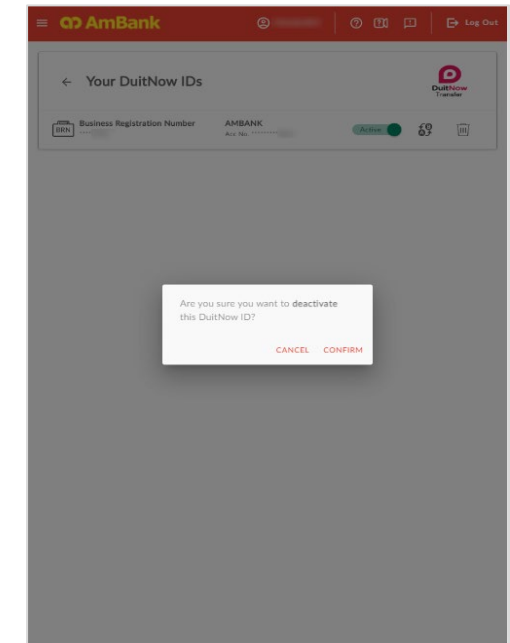 AmBank
Log Out
Your DuitNow IDs
DuitNow
Transfer
BRN
Business Registration Number
AMBANK
Acc No.
Active
Are you sure you want to deactivate
this DuitNow ID?
CANCEL CONFIRM